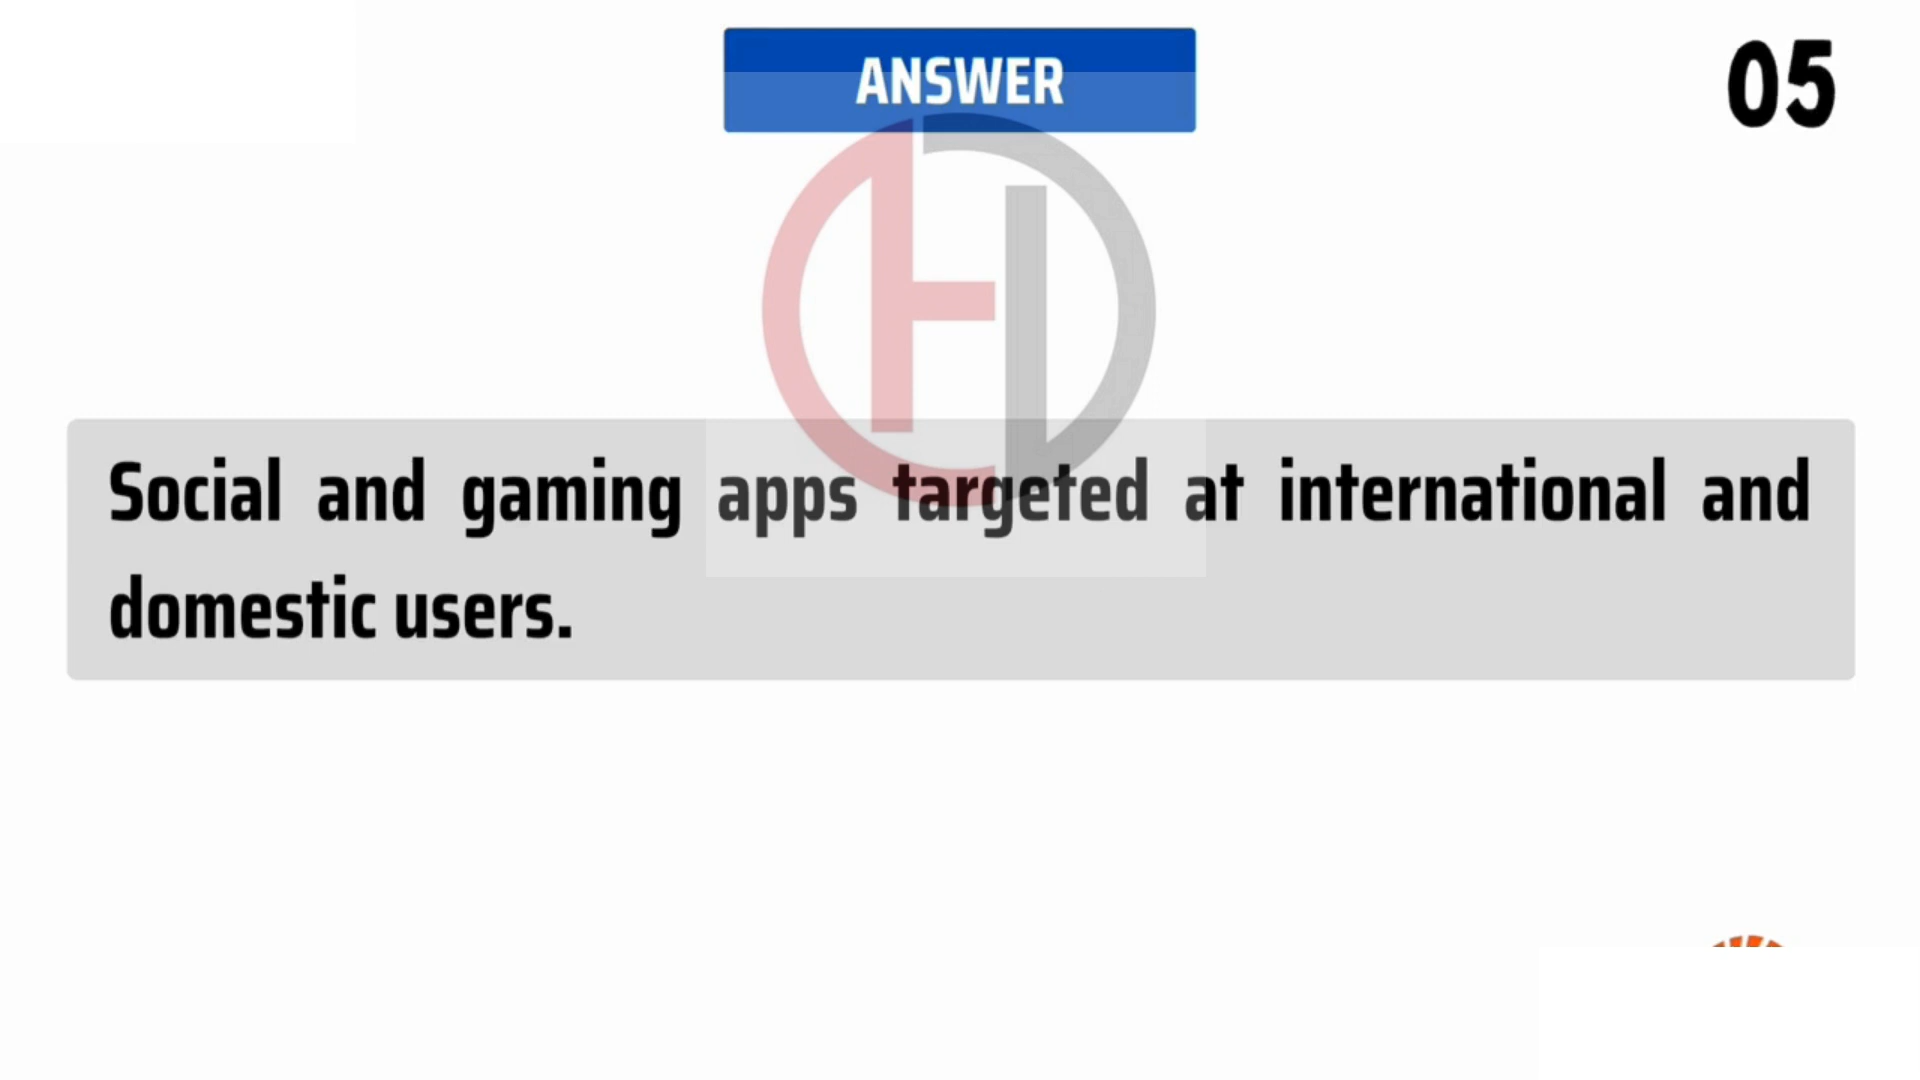 ANSWER
05
Social and gaming apps targeted at international and
domestic users.